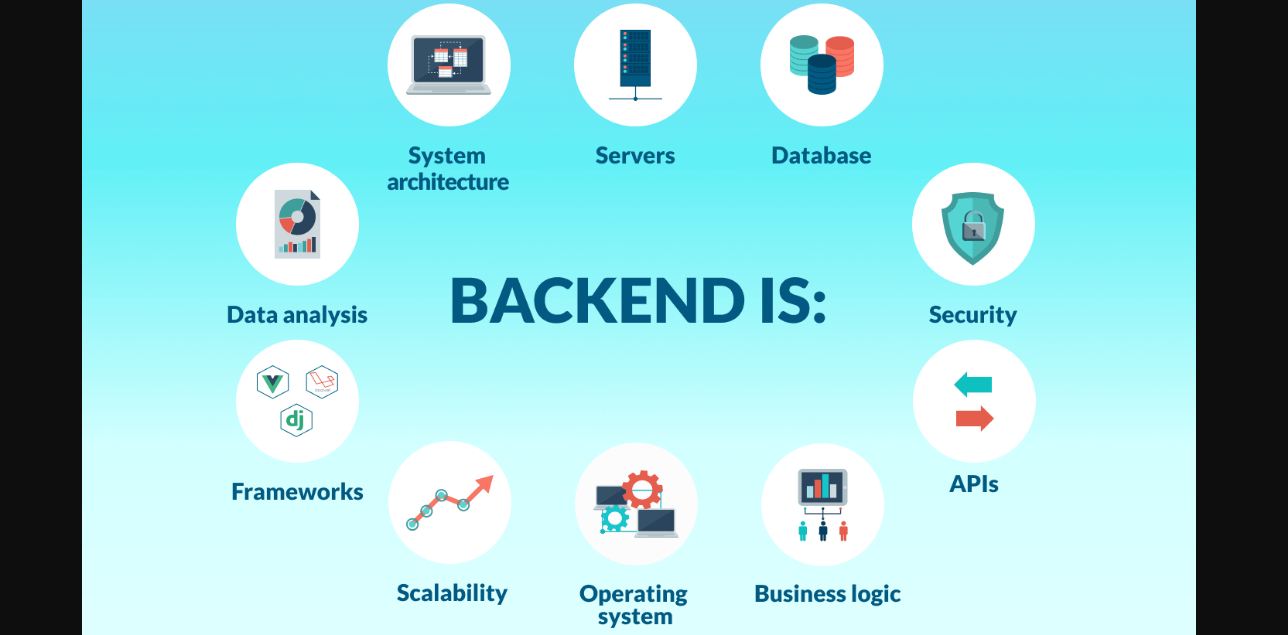 System
architecture
Servers
Database
Data analysis
BACKEND IS:
Security
dj
Frameworks
APIs
Scalability
Operating
system
Business logic